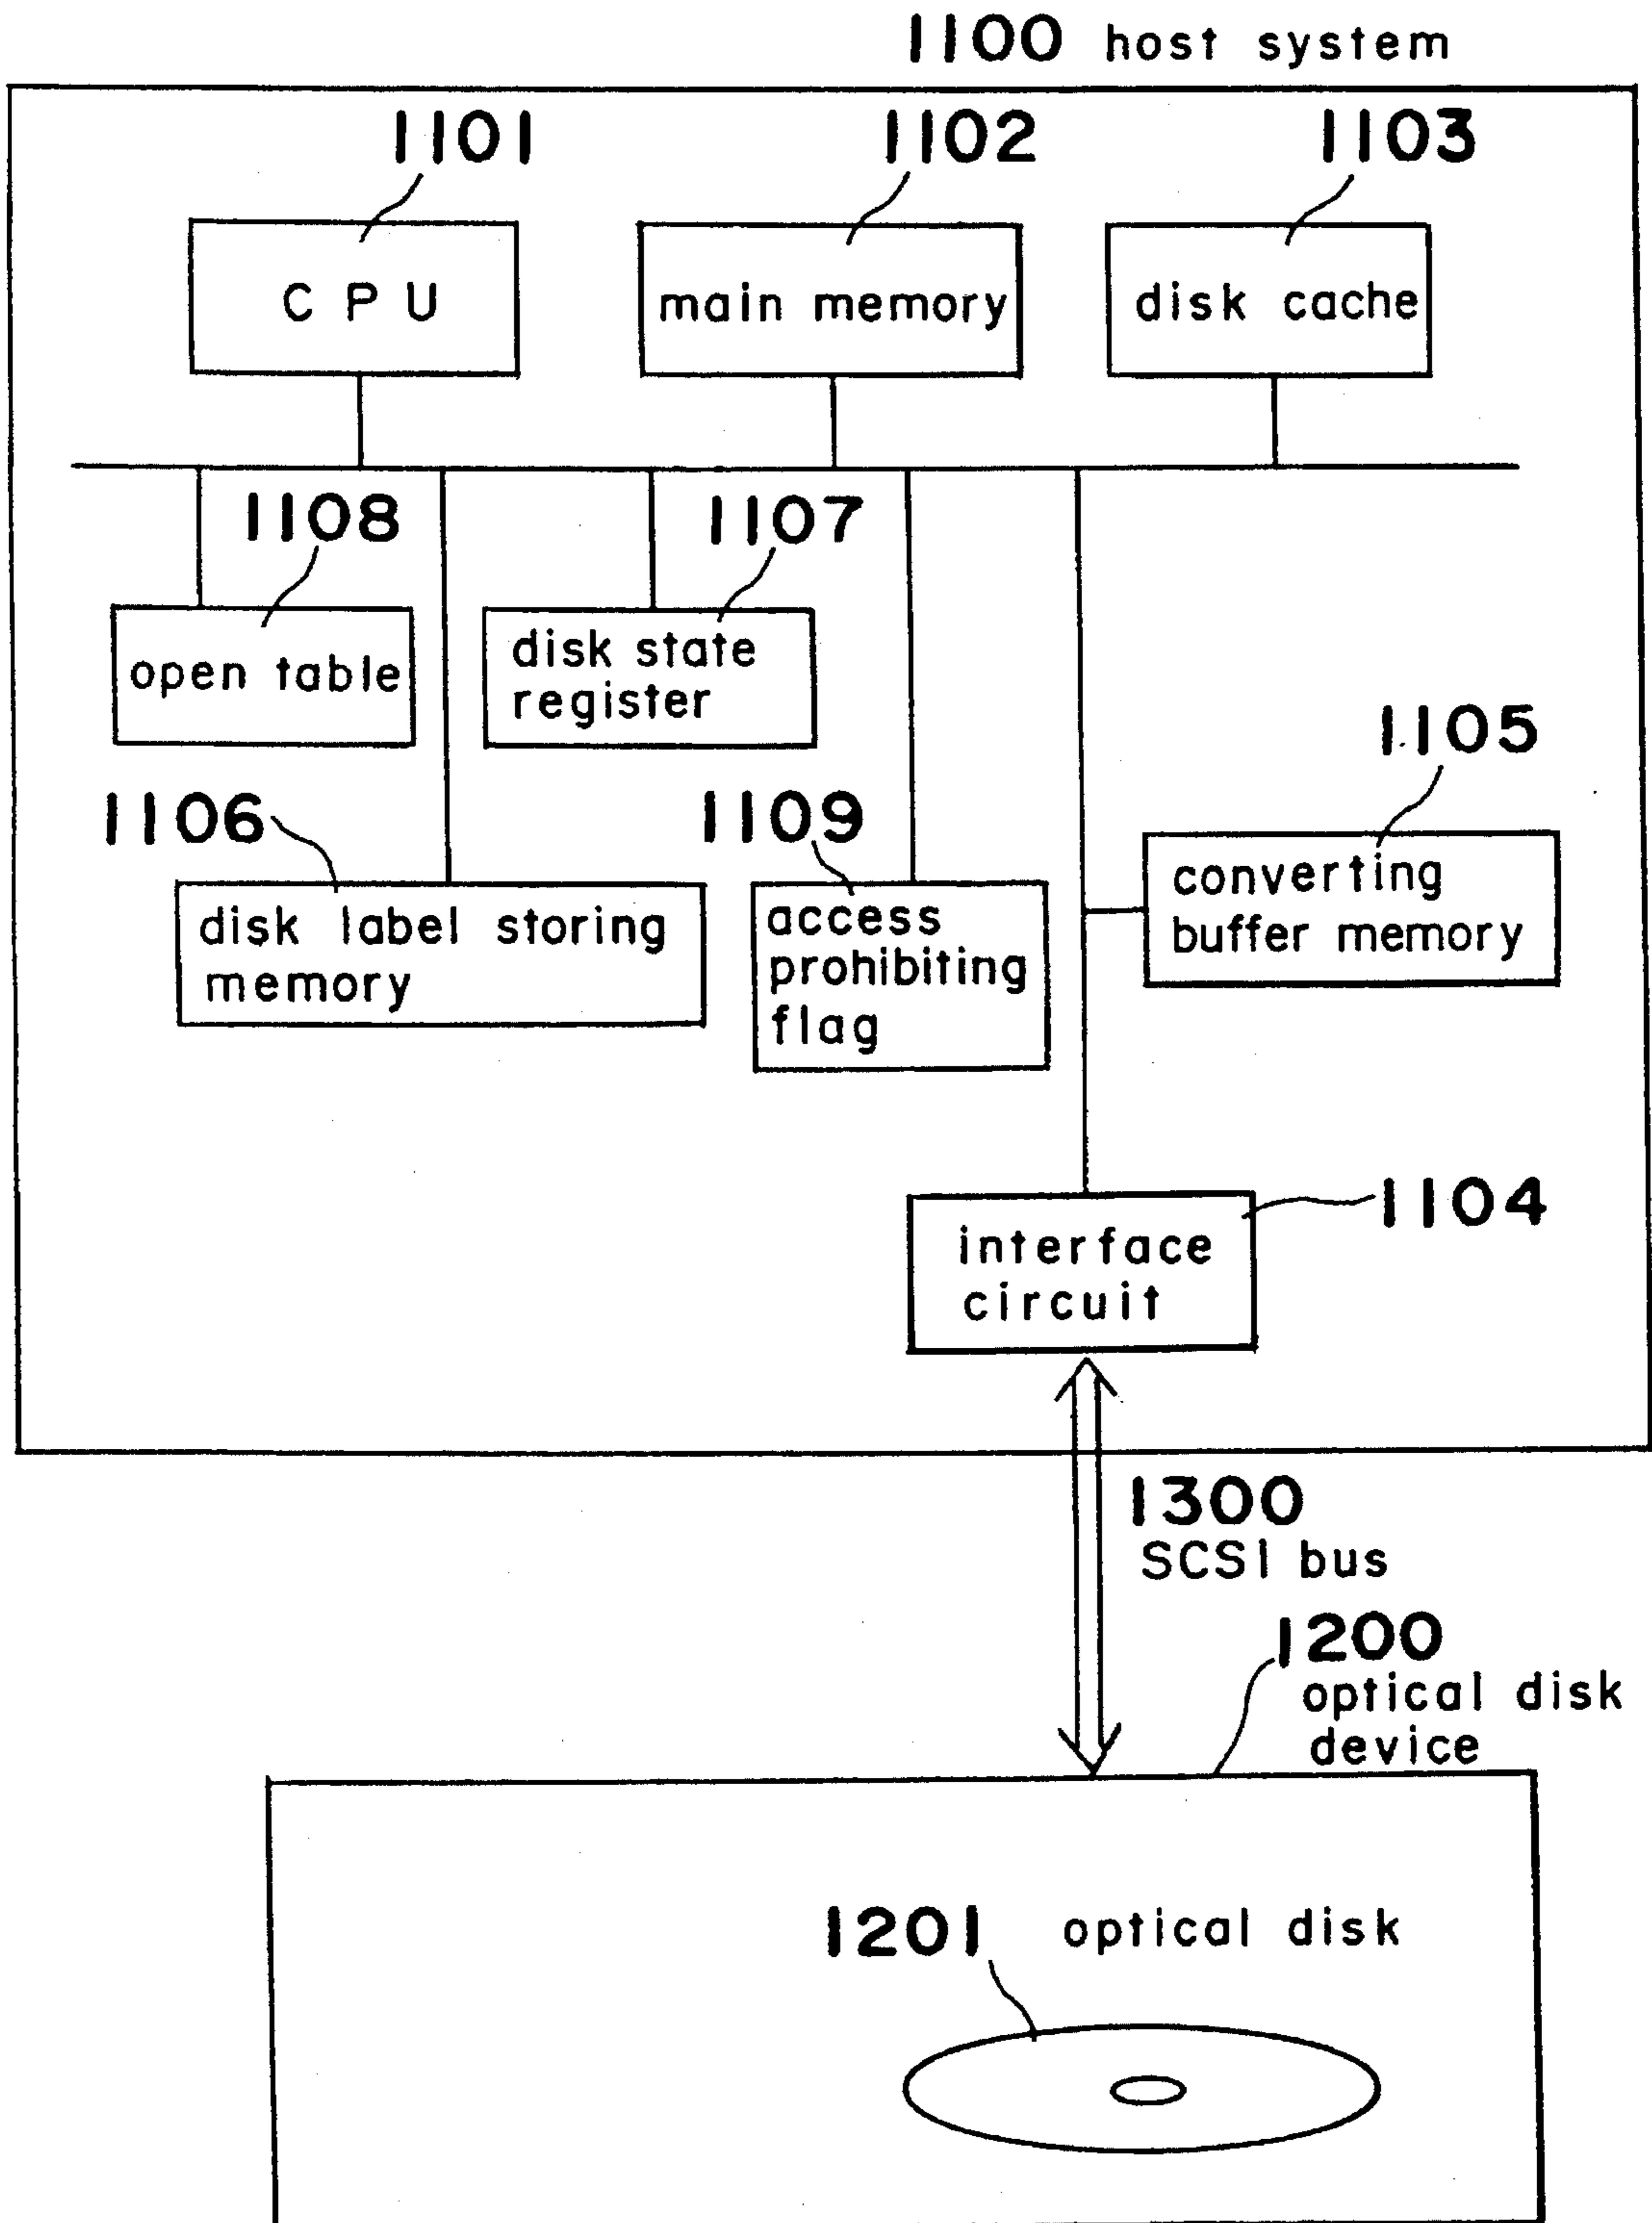 1100 host system
1101
1102
1103
CPU
main memory
disk cache
1108
1107
open table
disk state
register
1105
1106
1109
converting
buffer memory
disk label storing
memory
access
prohibiting
flag
1104
interface
circuit
1300
SCSI bus
1200
optical disk
device
1201 optical disk